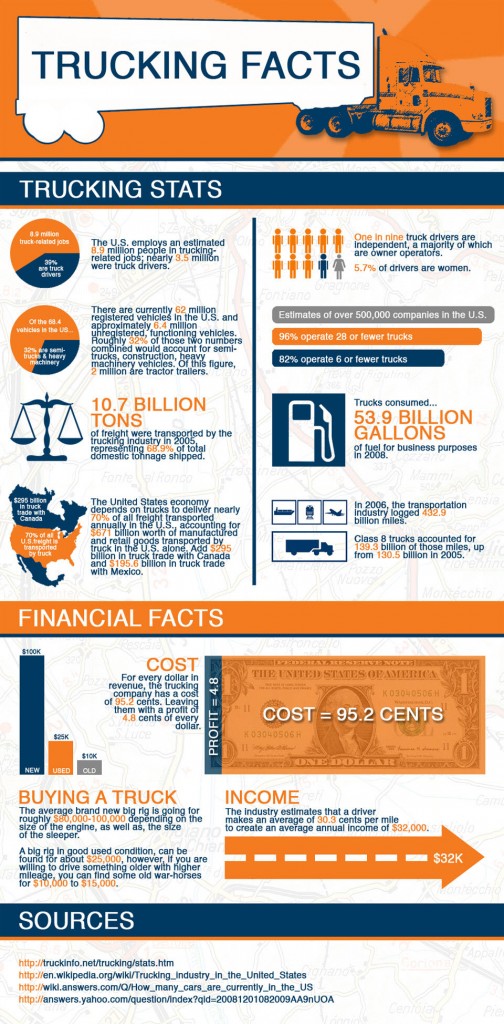 TRUCKING FACTS
TRUCKING STATS
8.9 million
truck-related jobs
39%
are truck
drivers
The U.S. employs an estimated
8.9 million people in trucking-
related jobs; nearly 3.5 million
were truck drivers.
Of the 68.4
vehicles in the US...
32% are semi-
trucks & heavy
machinery
There are currently 62 million
registered vehicles in the U.S. and
approximately 6.4 million
unregistered, functioning vehicles.
Roughly 32% of those two numbers
combined would account for semi-
trucks, construction, heavy
machinery vehicles. Of this figure,
2 million are tractor trailers.
10.7 BILLION
TONS
of freight were transported by the
trucking industry in 2005,
representing 68.9% of total
domestic tonnage shipped.
$295 billion
in truck
trade with
Canada
70% of all
U.S.freight is
transported
by truck
The United States economy
depends on trucks to deliver nearly
70% of all freight transported
annually in the U.S., accounting for
$671 billion worth of manufactured
and retail goods transported by
truck in the U.S. alone. Add $295
billion in truck trade with Canada
and $195.6 billion in truck trade
with Mexico.
One in nine truck drivers are
independent, a majority of which
are owner operators.
5.7% of drivers are women.
Estimates of over 500,000 companies in the U.S.
96% operate 28 or fewer trucks
82% operate 6 or fewer trucks
Trucks consumed...
53.9 BILLION
GALLONS
of fuel for business purposes
in 2008.
In 2006, the transportation
industry logged 432.9
billion miles.
Class 8 trucks accounted for
139.3 billion of those miles, up
from 130.5 billion in 2005.
FINANCIAL FACTS
$100K
NEW
$25K
USED
$10K
OLD
COST
For every dollar in
revenue, the trucking
company has a cost
of 95.2 cents. Leaving
them with a profit of
4.8 cents of every
dollar.
PROFIT = 4.8
FEDERAL RESERVE NOTE
THE UNITED STATES OF AMERICA
K 03040506 H
COST = 95.2 CENTS
K 03040506 H
ONE DOLLAR
BUYING A TRUCK
The average brand new big rig is going for
roughly $80,000-100,000 depending on the
size of the engine, as well as, the size
of the sleeper.
A big rig in good used condition, can be
found for about $25,000, however, if you are
willing to drive something older with higher
mileage, you can find some old war-horses
for $10,000 to $15,000.
INCOME
The industry estimates that a driver
makes an average of 30.3 cents per mile
to create an average annual income of $32,000.
$32K
SOURCES
http://truckinfo.net/trucking/stats.htm
http://en.wikipedia.org/wiki/Trucking_industry_in_the_United_States
http://wiki.answers.com/Q/How_many_cars_are_currently_in_the_US
http://answers.yahoo.com/question/index?qid=20081201082009AA9nUOA